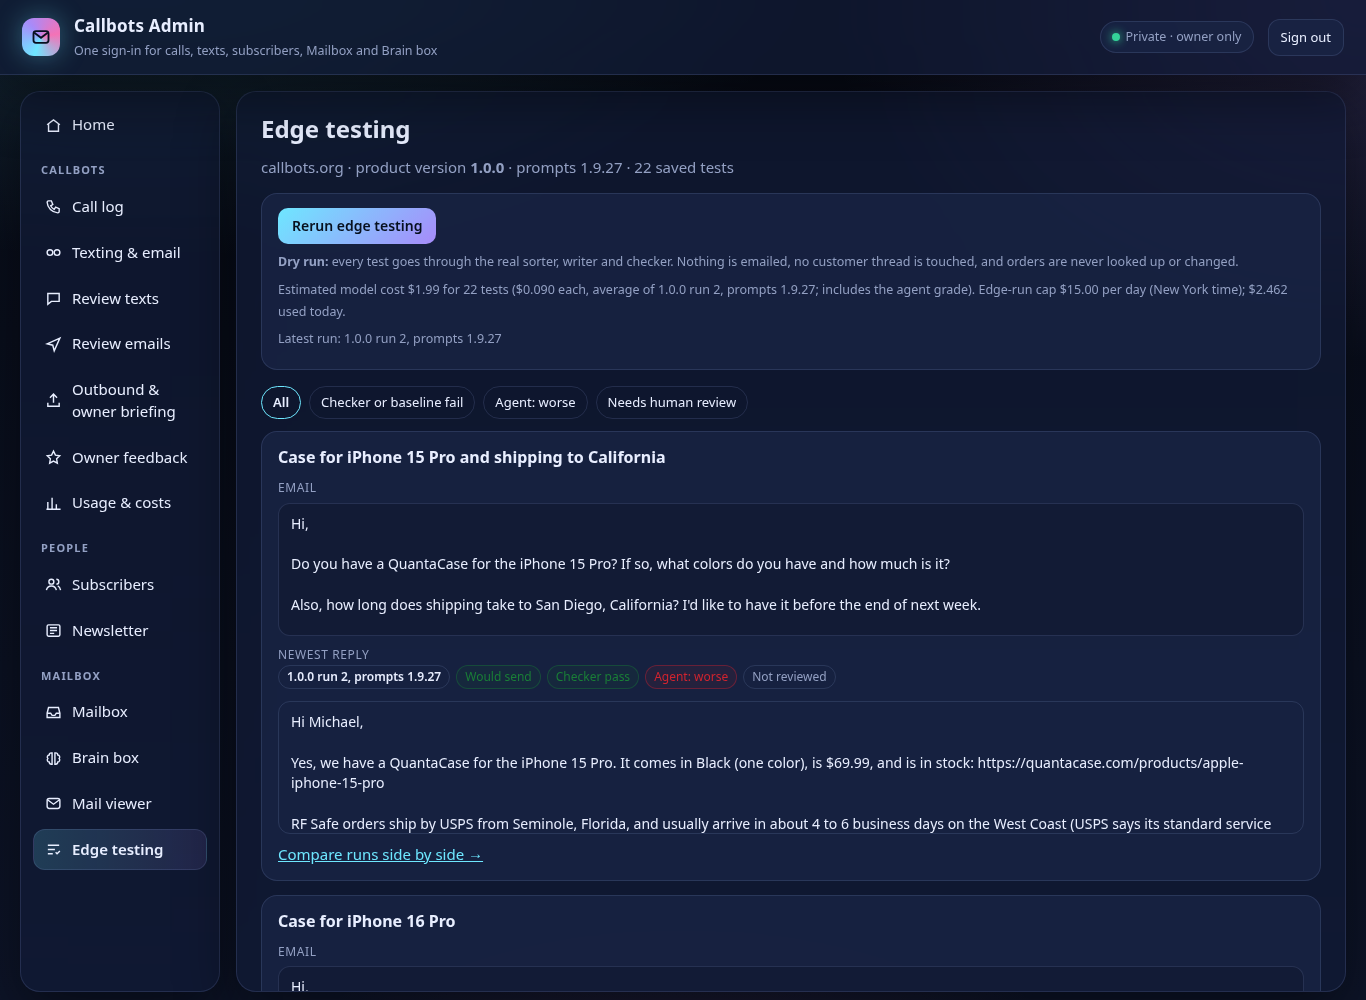 Callbots Admin
One sign-in for calls, texts, subscribers, Mailbox and Brain box
Private · owner only
Sign out
Home
CALLBOTS
Call log
Texting & email
Review texts
Review emails
Outbound &
owner briefing
Owner feedback
Usage & costs
PEOPLE
Subscribers
Newsletter
MAILBOX
Mailbox
Brain box
Mail viewer
Edge testing
Edge testing
callbots.org · product version 1.0.0 · prompts 1.9.27 · 22 saved tests
Rerun edge testing
Dry run: every test goes through the real sorter, writer and checker. Nothing is emailed, no customer thread is touched, and orders are never looked up or changed.
Estimated model cost $1.99 for 22 tests ($0.090 each, average of 1.0.0 run 2, prompts 1.9.27; includes the agent grade). Edge-run cap $15.00 per day (New York time); $2.462
used today.
Latest run: 1.0.0 run 2, prompts 1.9.27
All
Checker or baseline fail
Agent: worse
Needs human review
Case for iPhone 15 Pro and shipping to California
EMAIL
Hi,
Do you have a QuantaCase for the iPhone 15 Pro? If so, what colors do you have and how much is it?
Also, how long does shipping take to San Diego, California? I'd like to have it before the end of next week.
NEWEST REPLY
1.0.0 run 2, prompts 1.9.27
Would send
Checker pass
Agent: worse
Not reviewed
Hi Michael,
Yes, we have a QuantaCase for the iPhone 15 Pro. It comes in Black (one color), is $69.99, and is in stock: https://quantacase.com/products/apple-
iphone-15-pro
RF Safe orders ship by USPS from Seminole, Florida, and usually arrive in about 4 to 6 business days on the West Coast (USPS says its standard service
Compare runs side by side →
Case for iPhone 16 Pro
EMAIL
Hi,